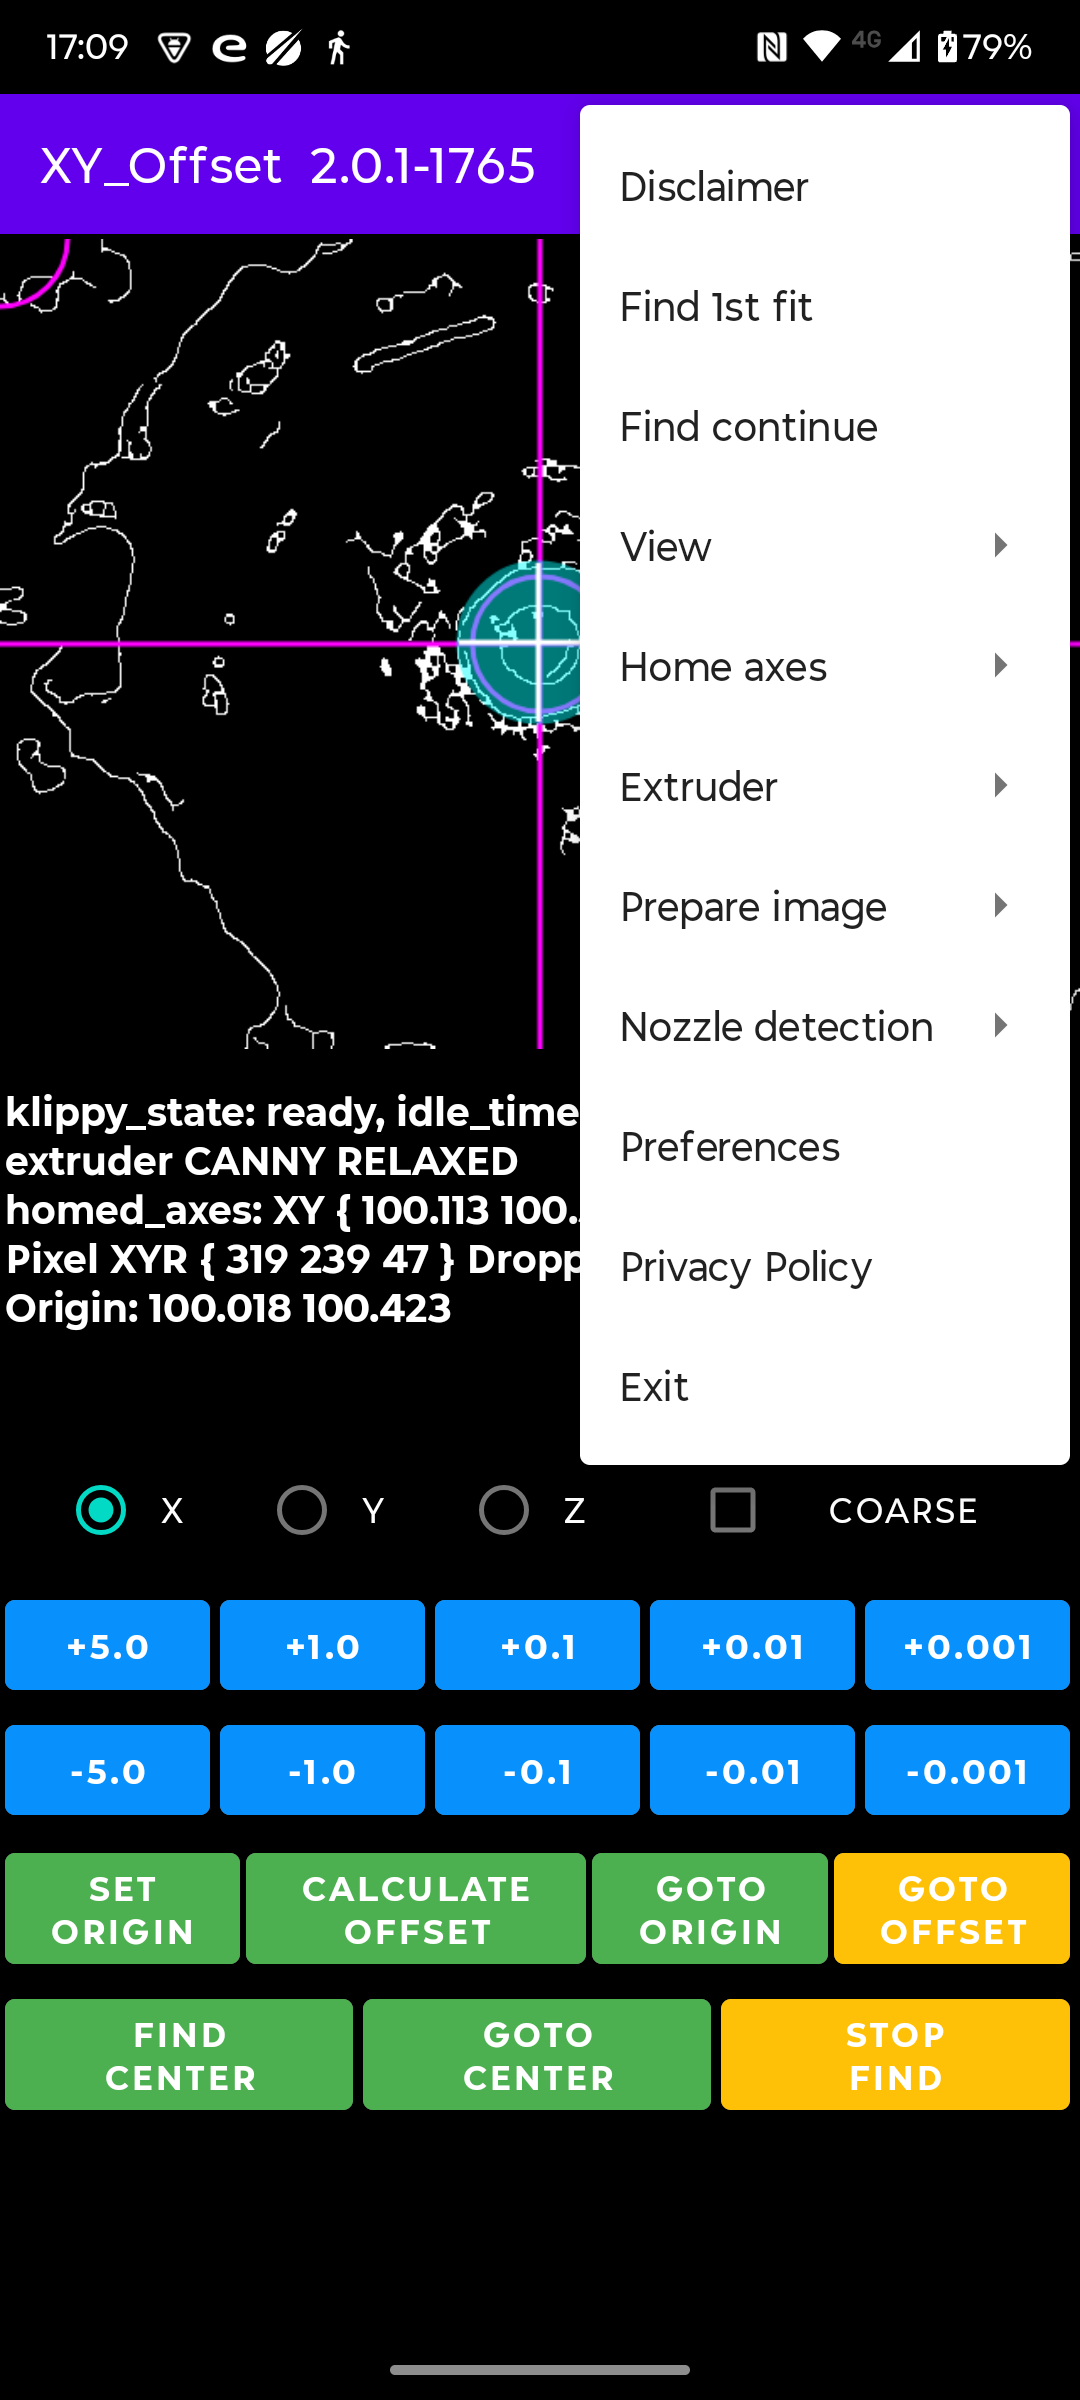 17:09
4G
79%
XY_Offset 2.0.1-1765
Disclaimer
Find 1st fit
Find continue
View
Home axes
Extruder
Prepare image
Nozzle detection
Preferences
Privacy Policy
Exit
klippy_state: ready, idle_time
extruder CANNY RELAXED
homed_axes: XY { 100.113 100.
Pixel XYR { 319 239 47 } Dropp
Origin: 100.018 100.423
X Y Z COARSE
+5.0 +1.0 +0.1 +0.01 +0.001
-5.0 -1.0 -0.1 -0.01 -0.001
SET ORIGIN
CALCULATE OFFSET
GOTO ORIGIN
GOTO OFFSET
FIND CENTER
GOTO CENTER
STOP FIND